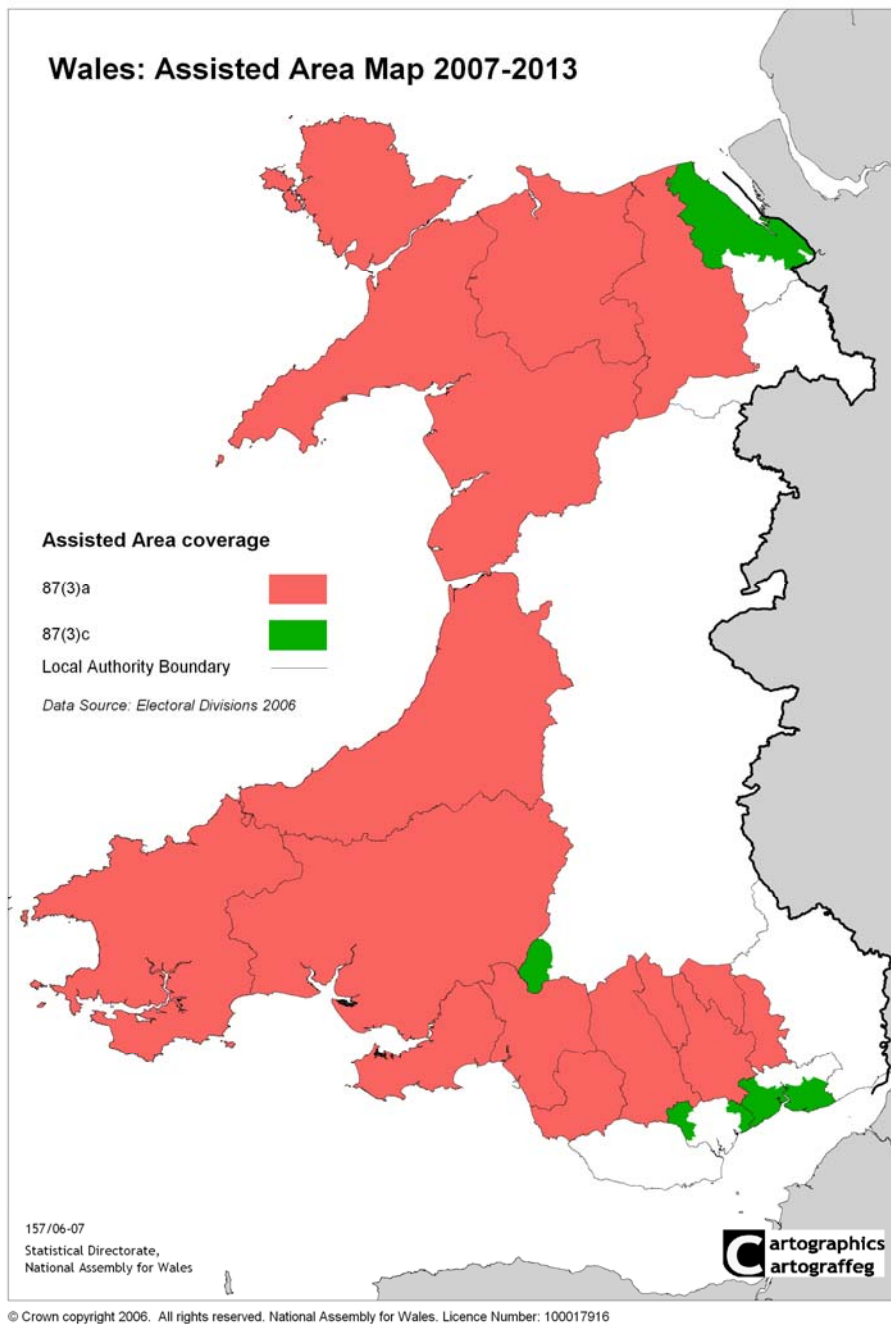 Wales: Assisted Area Map 2007-2013
Assisted Area coverage
87(3)a
87(3)c
Local Authority Boundary
Data Source: Electoral Divisions 2006
157/06-07
Statistical Directorate,
National Assembly for Wales
Cartographics
Cartograffeg
© Crown copyright 2006. All rights reserved. National Assembly for Wales. Licence Number: 100017916